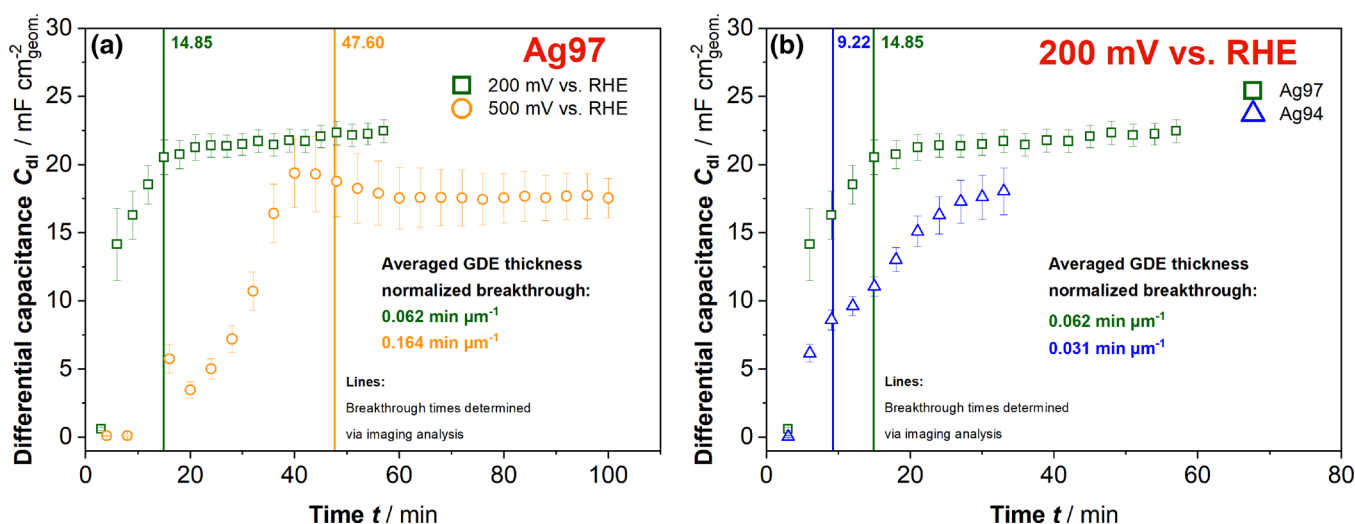 (a)
14.85
47.60
Ag97
200 mV vs. RHE
500 mV vs. RHE
Averaged GDE thickness
normalized breakthrough:
0.062 min µm⁻¹
0.164 min µm⁻¹
Lines:
Breakthrough times determined
via imaging analysis
Differential capacitance C_dl / mF cm⁻²_geom.
30
25
20
15
10
5
0
0 20 40 60 80 100
Time t / min
(b)
9.22
14.85
200 mV vs. RHE
Ag97
Ag94
Averaged GDE thickness
normalized breakthrough:
0.062 min µm⁻¹
0.031 min µm⁻¹
Lines:
Breakthrough times determined
via imaging analysis
Differential capacitance C_dl / mF cm⁻²_geom.
30
25
20
15
10
5
0
0 20 40 60 80
Time t / min